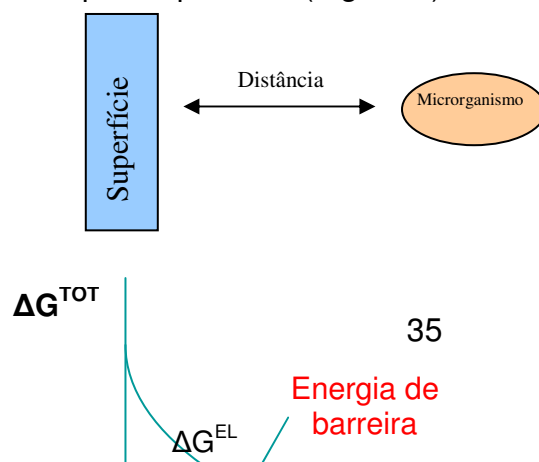 Superfície
Distância
Microrganismo
ΔG^TOT
35
Energia de
barreira
ΔG^EL